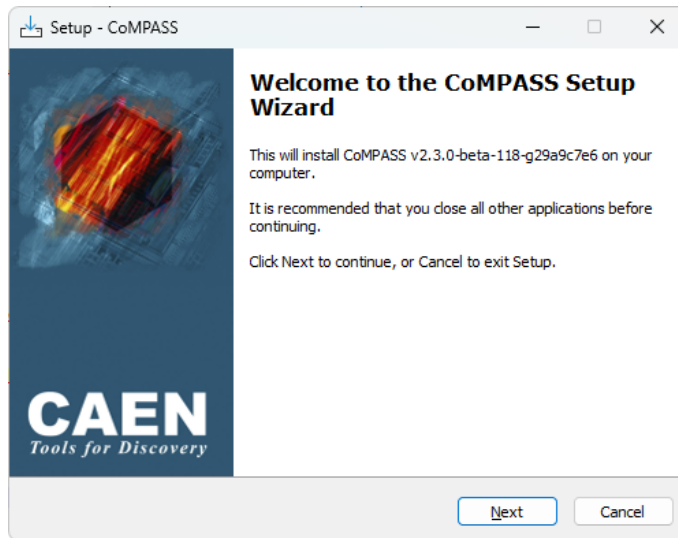 Setup - CoMPASS
Welcome to the CoMPASS Setup
Wizard
This will install CoMPASS v2.3.0-beta-118-g29a9c7e6 on your
computer.
It is recommended that you close all other applications before
continuing.
Click Next to continue, or Cancel to exit Setup.
CAEN
Tools for Discovery
Next
Cancel